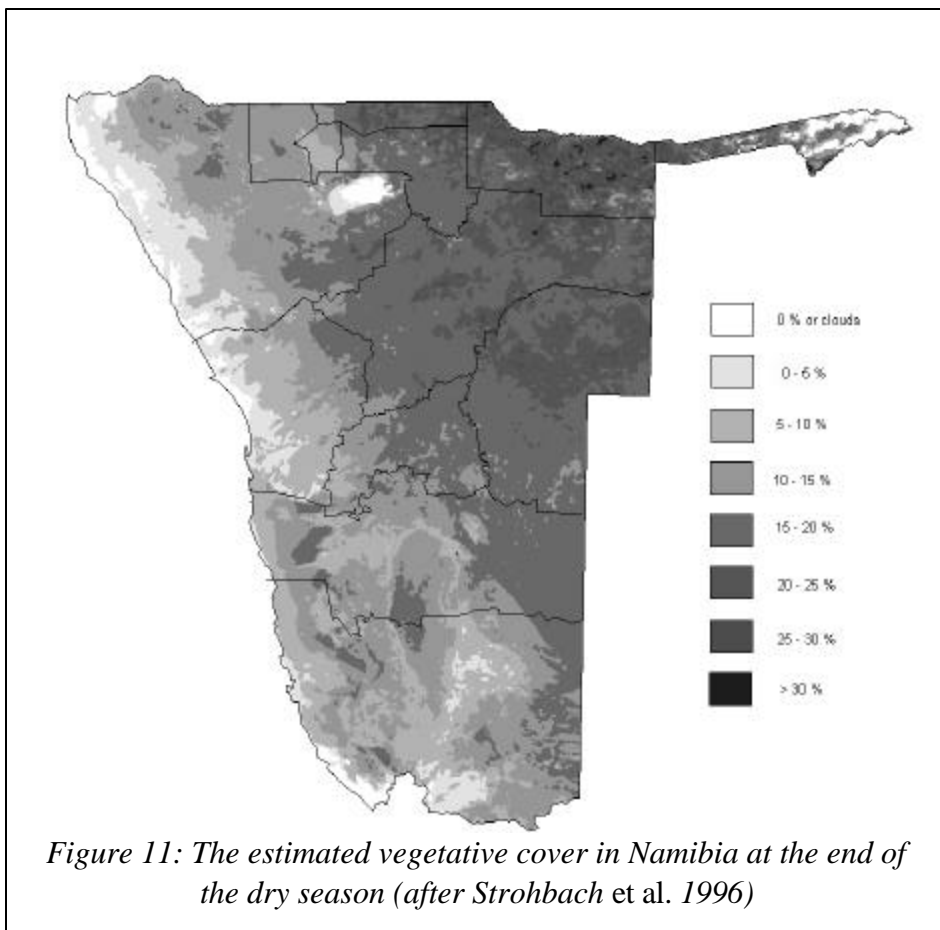 0 % or clouds
0 - 5 %
5 - 10 %
10 - 15 %
15 - 20 %
20 - 25 %
25 - 30 %
> 30 %
Figure 11: The estimated vegetative cover in Namibia at the end of
the dry season (after Strohbach et al. 1996)